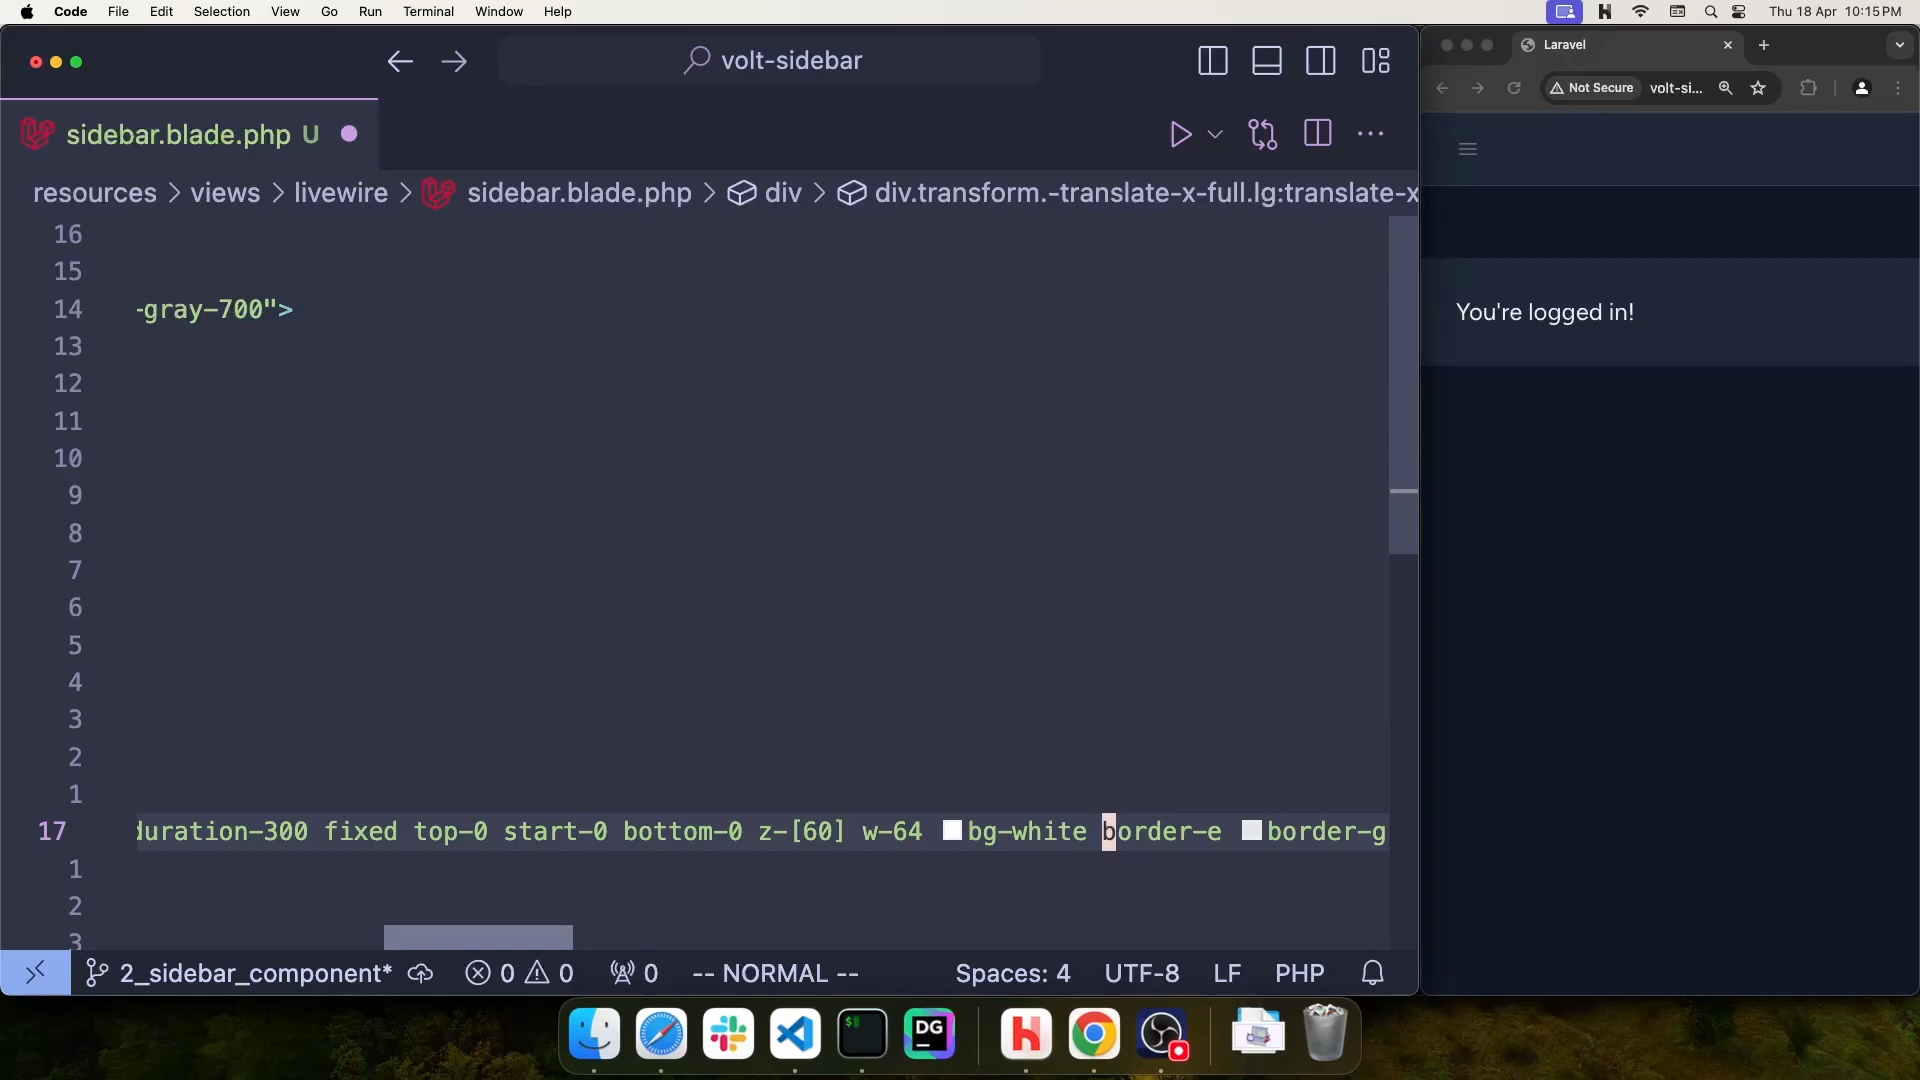 Code File Edit Selection View Go Run Terminal Window Help
Thu 18 Apr 10:15 PM
volt-sidebar
Laravel
Not Secure volt-si...
sidebar.blade.php U
resources > views > livewire > sidebar.blade.php > div > div.transform.-translate-x-full.lg:translate-x
You're logged in!
16
15
14 -gray-700">
13
12
11
10
9
8
7
6
5
4
3
2
1
17 duration-300 fixed top-0 start-0 bottom-0 z-[60] w-64 bg-white border-e border-g
1
2
3
2_sidebar_component* 0 0 0 -- NORMAL -- Spaces: 4 UTF-8 LF PHP
$
DG